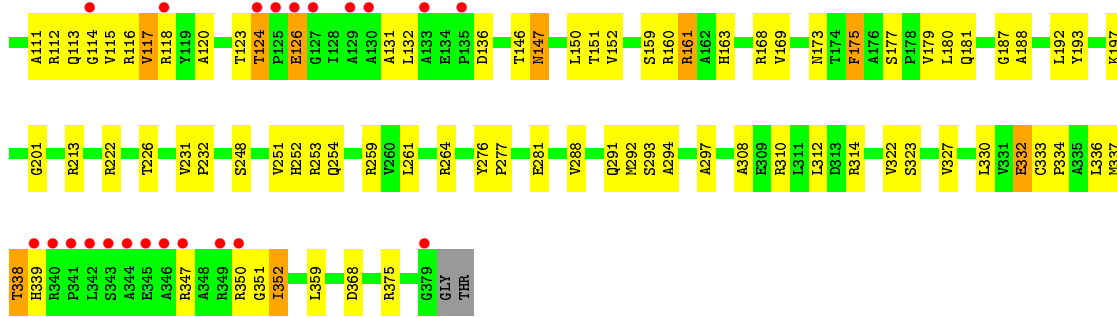 A111 R112 Q113 G114 V115 R116 V117 R118 Y119 A120 T123 T124 P125 E126 G127 I128 A129 A130 A131 L132 A133 E134 P135 D136 T146 N147 L150 T151 V152 S159 R160 R161 A162 H163 R168 V169 N173 T174 F175 A176 S177 P178 V179 L180 Q181 G187 A188 L192 Y193 K197
G201 R213 R222 T226 V231 P232 S248 V251 H252 R253 Q254 R259 V260 L261 R264 Y276 P277 E281 V288 Q291 M292 S293 A294 A297 A308 E309 R310 L311 L312 D313 R314 V322 S323 V327 L330 V331 E332 C333 P334 A335 L336 M337
T338 H339 R340 P341 L342 S343 A344 E345 A346 R347 A348 R349 R350 G351 I352 L359 D368 R375 G379 GLY THR